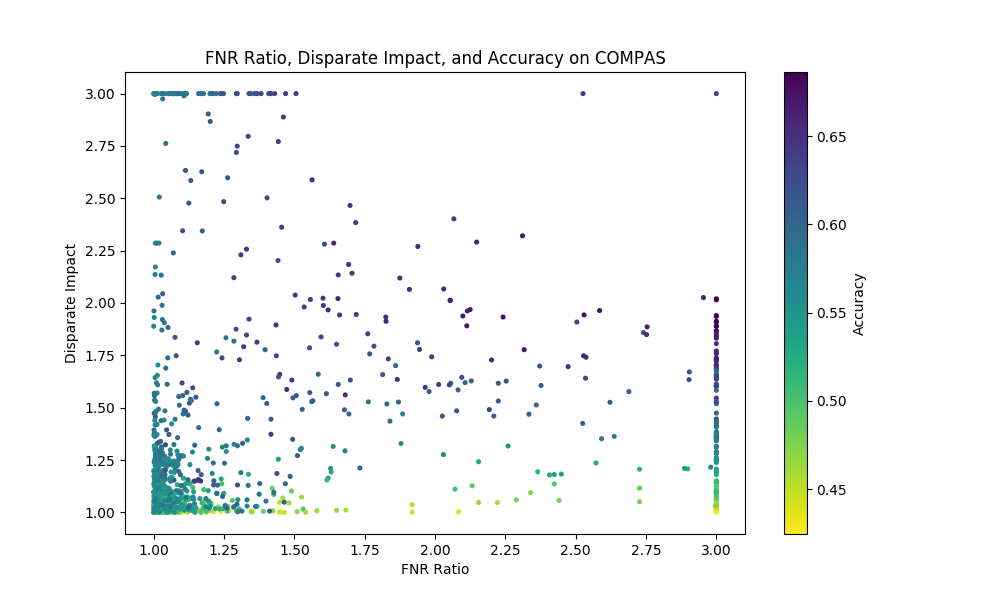 FNR Ratio, Disparate Impact, and Accuracy on COMPAS
3.00
2.75
2.50
2.25
2.00
1.75
1.50
1.25
1.00
Disparate Impact
1.00 1.25 1.50 1.75 2.00 2.25 2.50 2.75 3.00
FNR Ratio
0.65
0.60
0.55
0.50
0.45
Accuracy